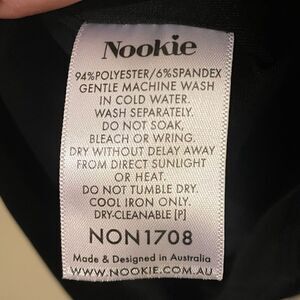 Nookie
94%POLYESTER/6%SPANDEX
GENTLE MACHINE WASH
IN COLD WATER.
WASH SEPARATELY.
DO NOT SOAK,
BLEACH OR WRING.
DRY WITHOUT DELAY AWAY
FROM DIRECT SUNLIGHT
OR HEAT.
DO NOT TUMBLE DRY.
COOL IRON ONLY.
DRY-CLEANABLE [P]
NON1708
Made & Designed in Australia
WWW.NOOKIE.COM.AU